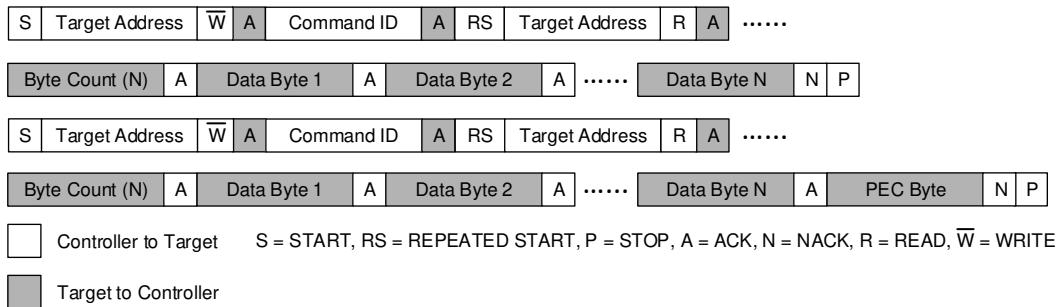 S Target Address W̅ A Command ID A RS Target Address R A ......
Byte Count (N) A Data Byte 1 A Data Byte 2 A ...... Data Byte N N P
S Target Address W̅ A Command ID A RS Target Address R A ......
Byte Count (N) A Data Byte 1 A Data Byte 2 A ...... Data Byte N A PEC Byte N P
Controller to Target S = START, RS = REPEATED START, P = STOP, A = ACK, N = NACK, R = READ, W̅ = WRITE
Target to Controller